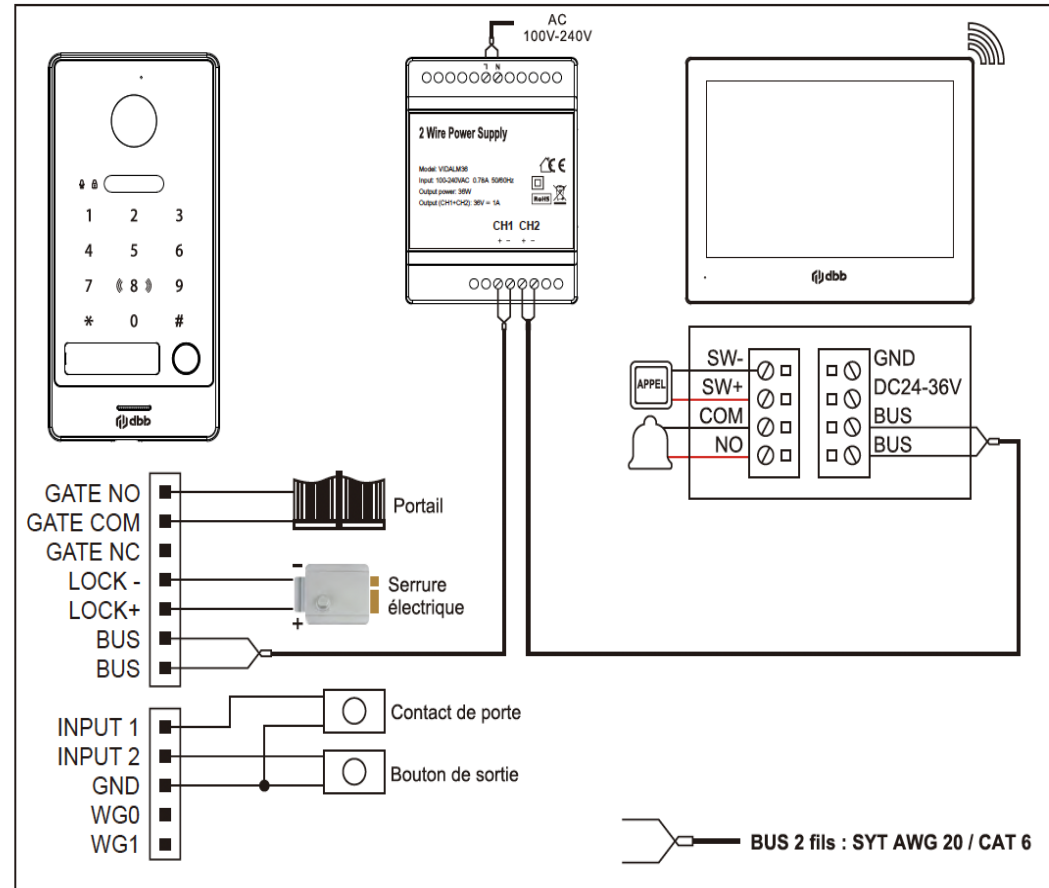 AC
100V-240V
L N
2 Wire Power Supply
Model: VIDALM36
Input: 100-240VAC 0.78A 50/60Hz
Output power: 36W
Output (CH1+CH2): 36V = 1A
CE
RoHS
CH1 CH2
+ - + -
1 2 3
4 5 6
7 8 9
* 0 #
dbb
dbb
SW-
SW+
COM
NO
APPEL
GND
DC24-36V
BUS
BUS
GATE NO
GATE COM
GATE NC
LOCK -
LOCK+
BUS
BUS
Portail
-
+
Serrure
électrique
INPUT 1
INPUT 2
GND
WG0
WG1
Contact de porte
Bouton de sortie
BUS 2 fils : SYT AWG 20 / CAT 6